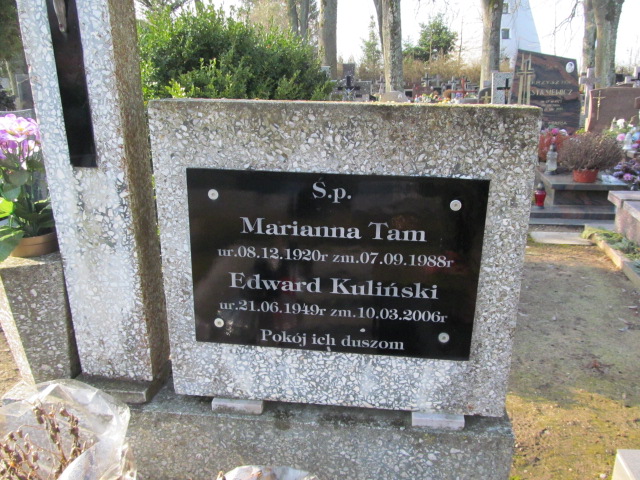 Ś.p.
Marianna Tam
ur.08.12.1920r zm.07.09.1988r
Edward Kuliński
ur.21.06.1949r zm.10.03.2006r
Pokój ich duszom